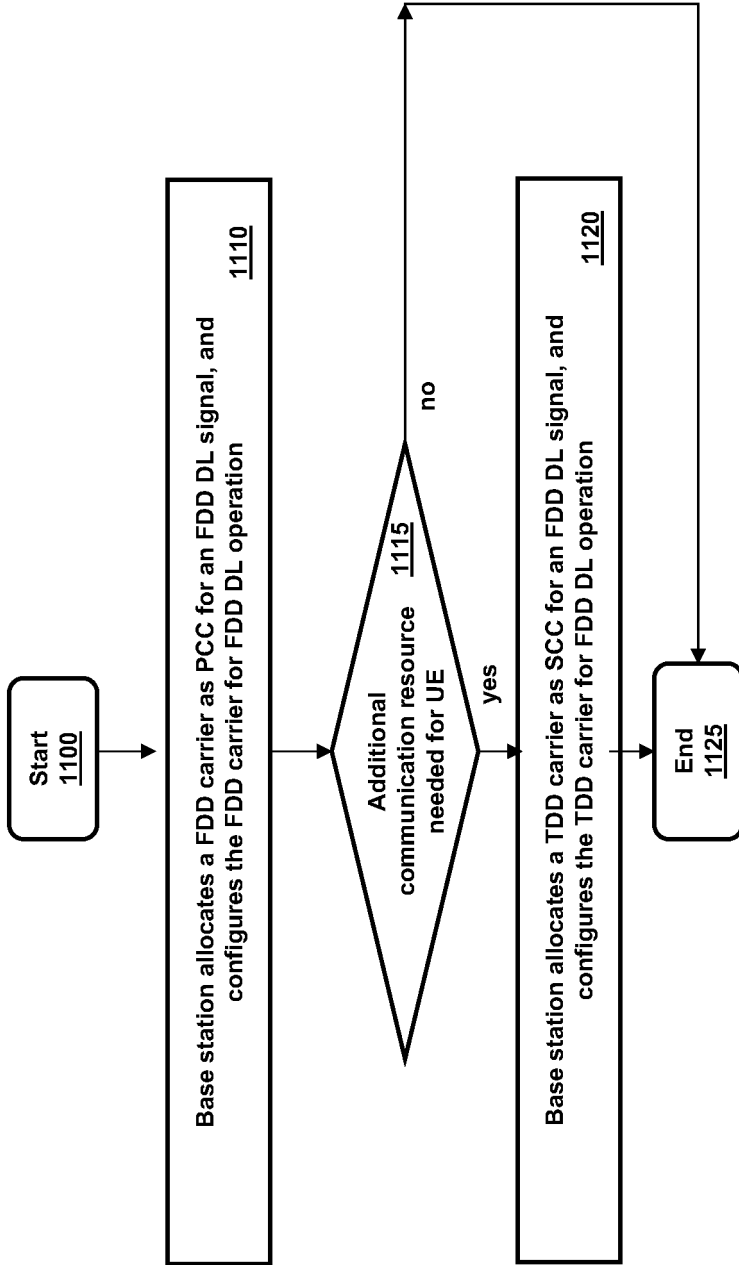 Start
1100
Base station allocates a FDD carrier as PCC for an FDD DL signal, and
configures the FDD carrier for FDD DL operation
1110
Additional
communication resource
needed for UE
1115
no
yes
Base station allocates a TDD carrier as SCC for an FDD DL signal, and
configures the TDD carrier for FDD DL operation
1120
End
1125